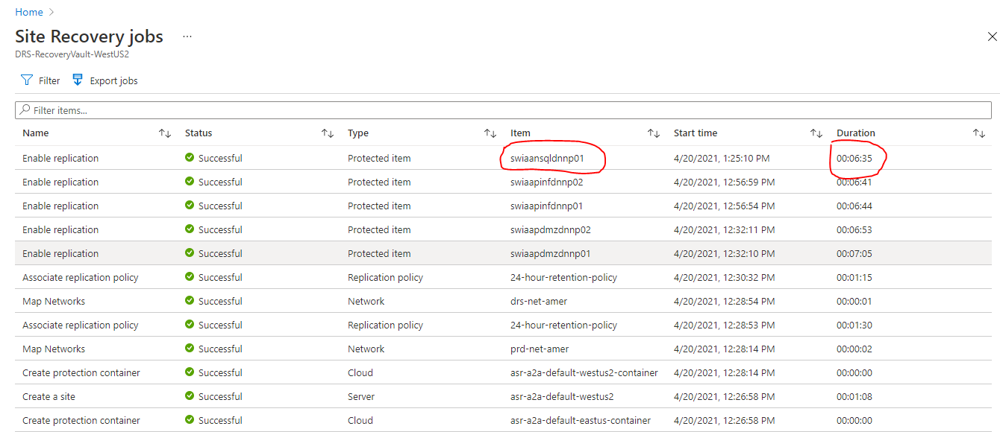 Home
Site Recovery jobs ...
DRS-RecoveryVault-WestUS2
Filter Export jobs
Filter items...
Name Status Type Item Start time Duration
Enable replication Successful Protected item swiaansqldnnp01 4/20/2021, 1:25:10 PM 00:06:35
Enable replication Successful Protected item swiaapinfdnnp02 4/20/2021, 12:56:59 PM 00:06:41
Enable replication Successful Protected item swiaapinfdnnp01 4/20/2021, 12:56:54 PM 00:06:44
Enable replication Successful Protected item swiaapdmzdnnp02 4/20/2021, 12:32:11 PM 00:06:53
Enable replication Successful Protected item swiaapdmzdnnp01 4/20/2021, 12:32:10 PM 00:07:05
Associate replication policy Successful Replication policy 24-hour-retention-policy 4/20/2021, 12:30:32 PM 00:01:15
Map Networks Successful Network drs-net-amer 4/20/2021, 12:28:54 PM 00:00:01
Associate replication policy Successful Replication policy 24-hour-retention-policy 4/20/2021, 12:28:53 PM 00:01:30
Map Networks Successful Network prd-net-amer 4/20/2021, 12:28:14 PM 00:00:02
Create protection container Successful Cloud asr-a2a-default-westus2-container 4/20/2021, 12:28:14 PM 00:00:00
Create a site Successful Server asr-a2a-default-westus2 4/20/2021, 12:26:58 PM 00:01:08
Create protection container Successful Cloud asr-a2a-default-eastus-container 4/20/2021, 12:26:58 PM 00:00:00